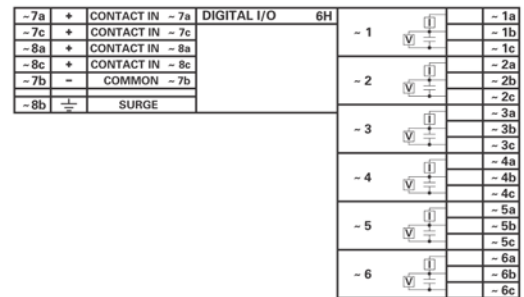 ~7a + CONTACT IN ~7a DIGITAL I/O 6H
~7c + CONTACT IN ~7c
~8a + CONTACT IN ~8a
~8c + CONTACT IN ~8c
~7b - COMMON ~7b
~8b SURGE
~1 I V ~1a
~1b
~1c
~2 I V ~2a
~2b
~2c
~3 I V ~3a
~3b
~3c
~4 I V ~4a
~4b
~4c
~5 I V ~5a
~5b
~5c
~6 I V ~6a
~6b
~6c